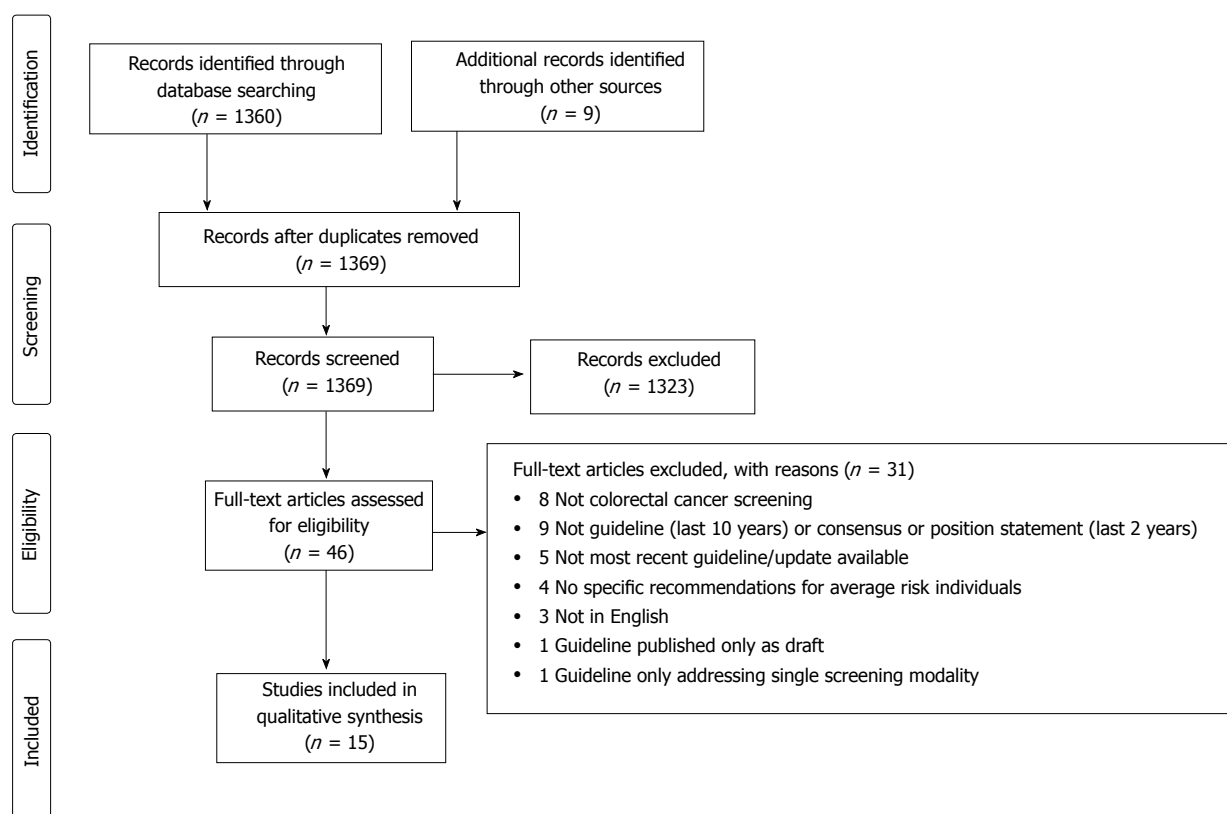 Identification
Records identified through
database searching
(n = 1360)
Additional records identified
through other sources
(n = 9)
Screening
Records after duplicates removed
(n = 1369)
Records screened
(n = 1369)
Records excluded
(n = 1323)
Eligibility
Full-text articles assessed
for eligibility
(n = 46)
Full-text articles excluded, with reasons (n = 31)
• 8 Not colorectal cancer screening
• 9 Not guideline (last 10 years) or consensus or position statement (last 2 years)
• 5 Not most recent guideline/update available
• 4 No specific recommendations for average risk individuals
• 3 Not in English
• 1 Guideline published only as draft
• 1 Guideline only addressing single screening modality
Included
Studies included in
qualitative synthesis
(n = 15)